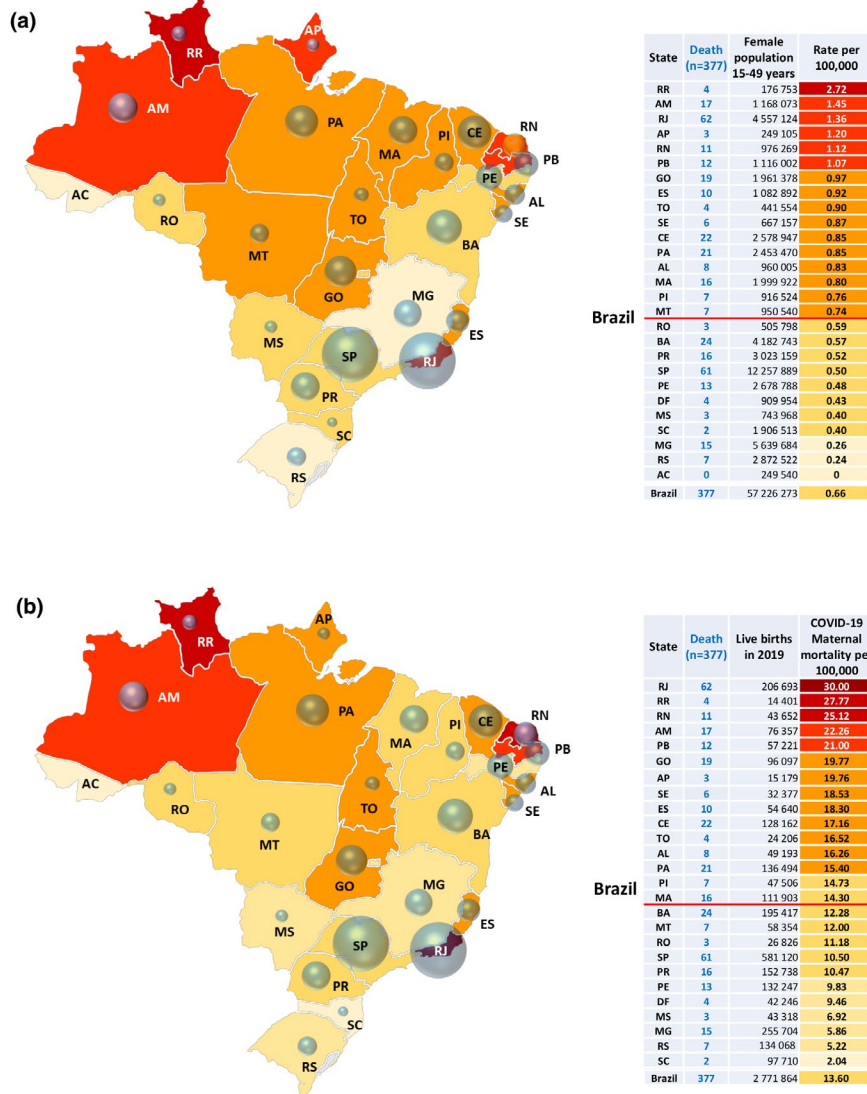 (a)
AP
RR
AM
PA
CE
RN
PI
MA
PB
PE
AC
AL
RO
TO
SE
MT
BA
GO
MG
MS
ES
SP
RJ
PR
SC
RS
State Death (n=377) Female population 15-49 years Rate per 100,000
RR 4 176 753 2.72
AM 17 1 168 073 1.45
RJ 62 4 557 124 1.36
AP 3 249 105 1.20
RN 11 976 269 1.12
PB 12 1 116 002 1.07
GO 19 1 961 378 0.97
ES 10 1 082 892 0.92
TO 4 441 554 0.90
SE 6 667 157 0.87
CE 22 2 578 947 0.85
PA 21 2 453 470 0.85
AL 8 960 005 0.83
MA 16 1 999 922 0.80
PI 7 916 524 0.76
MT 7 950 540 0.74
Brazil
RO 3 505 798 0.59
BA 24 4 182 743 0.57
PR 16 3 023 159 0.52
SP 61 12 257 889 0.50
PE 13 2 678 788 0.48
DF 4 909 954 0.43
MS 3 743 968 0.40
SC 2 1 906 513 0.40
MG 15 5 639 684 0.26
RS 7 2 872 522 0.24
AC 0 249 540 0
Brazil 377 57 226 273 0.66
(b)
AP
RR
AM
PA
CE
RN
PI
MA
PB
PE
AC
AL
RO
TO
SE
MT
BA
GO
MG
MS
ES
SP
RJ
PR
SC
RS
State Death (n=377) Live births in 2019 COVID-19 Maternal mortality pe 100,000
RJ 62 206 693 30.00
RR 4 14 401 27.77
RN 11 43 652 25.12
AM 17 76 357 22.26
PB 12 57 221 21.00
GO 19 96 097 19.77
AP 3 15 179 19.76
SE 6 32 377 18.53
ES 10 54 640 18.30
CE 22 128 162 17.16
TO 4 24 206 16.52
AL 8 49 193 16.26
PA 21 136 494 15.40
PI 7 47 506 14.73
MA 16 111 903 14.30
Brazil
BA 24 195 417 12.28
MT 7 58 354 12.00
RO 3 26 826 11.18
SP 61 581 120 10.50
PR 16 152 738 10.47
PE 13 132 247 9.83
DF 4 42 246 9.46
MS 3 43 318 6.92
MG 15 255 704 5.86
RS 7 134 068 5.22
SC 2 97 710 2.04
Brazil 377 2 771 864 13.60